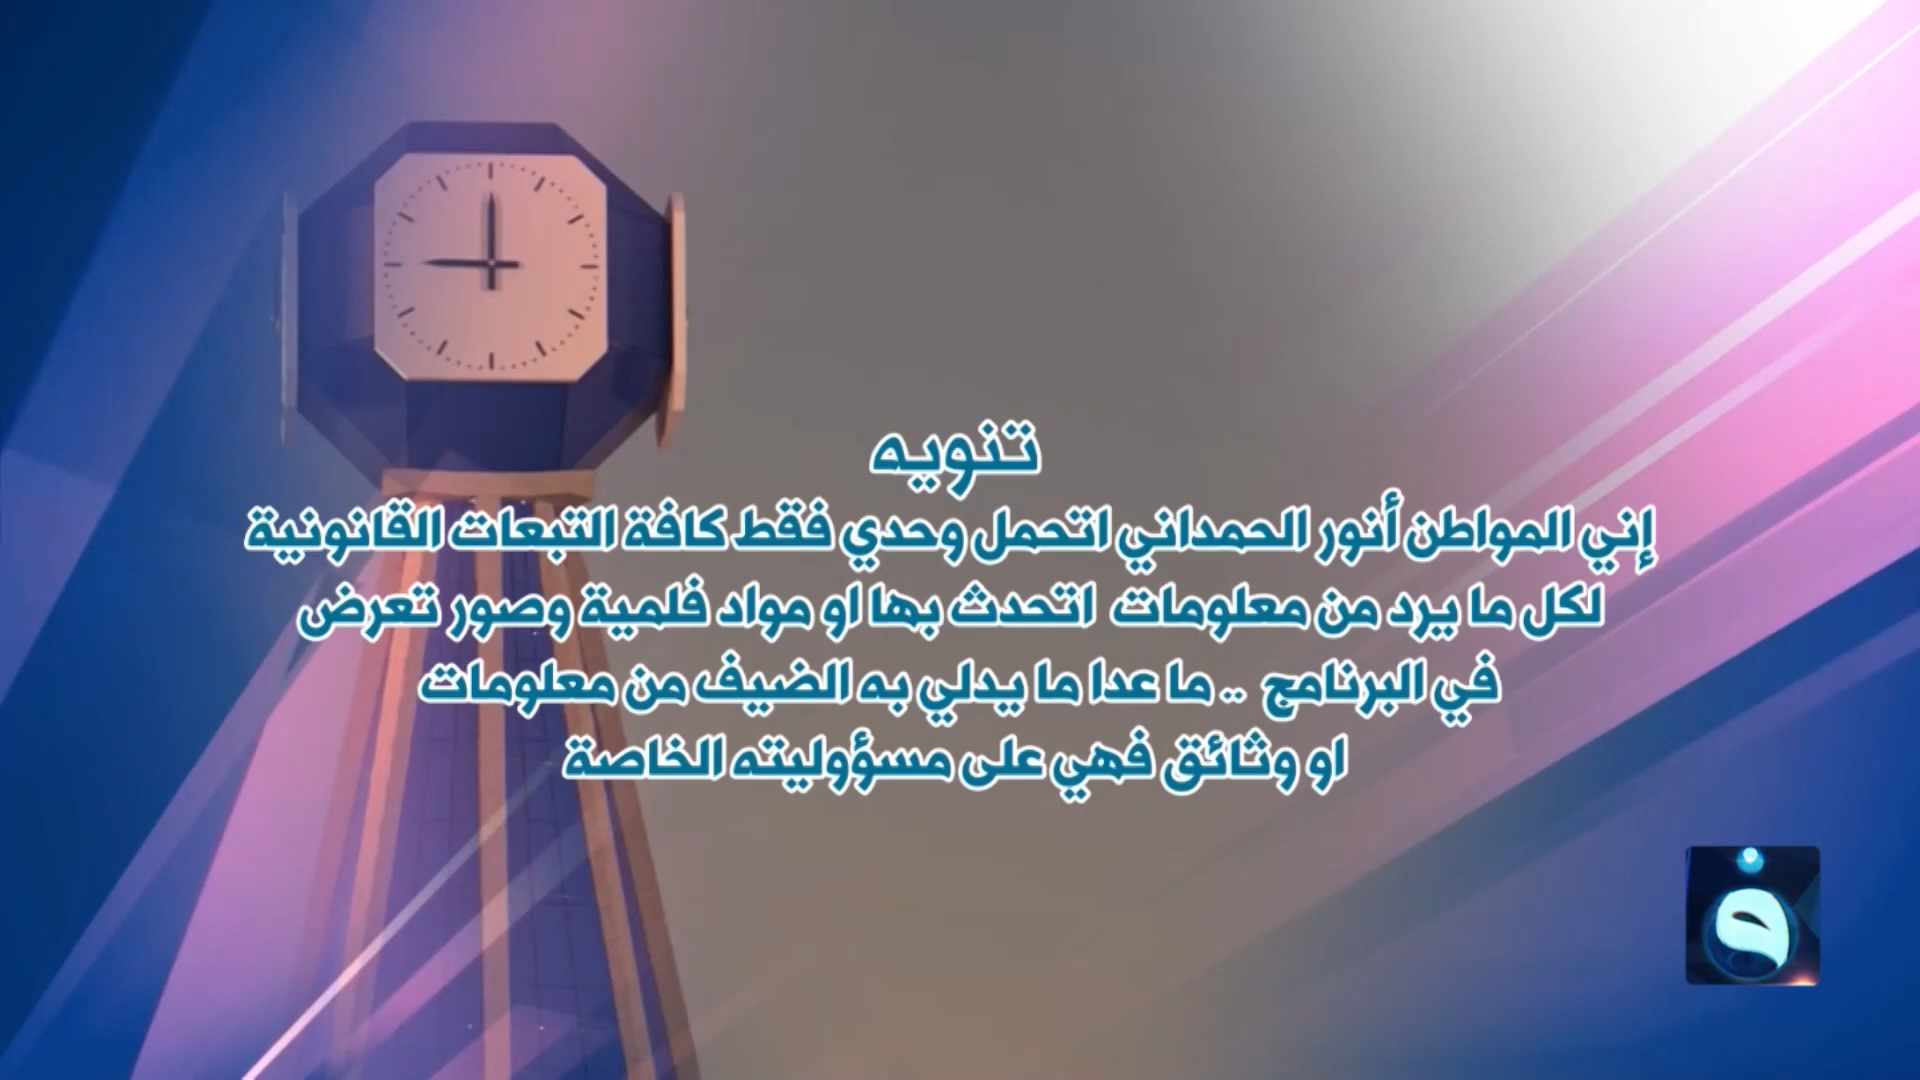 تنويه
إني المواطن أنور الحمداني اتحمل وحدي فقط كافة التبعات القانونية
لكل ما يرد من معلومات اتحدث بها او مواد فلمية وصور تعرض
في البرنامج .. ما عدا ما يدلي به الضيف من معلومات
او وثائق فهي على مسؤوليته الخاصة